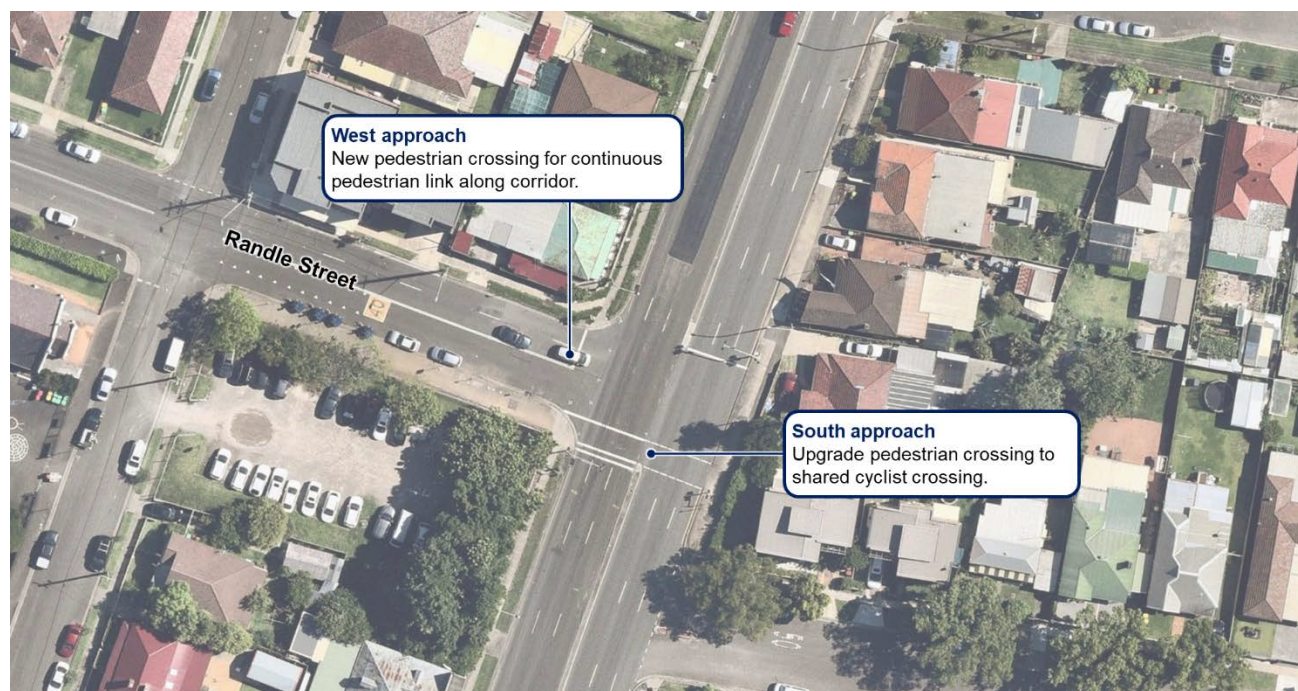 West approach
New pedestrian crossing for continuous
pedestrian link along corridor.
Randle Street
40
South approach
Upgrade pedestrian crossing to
shared cyclist crossing.